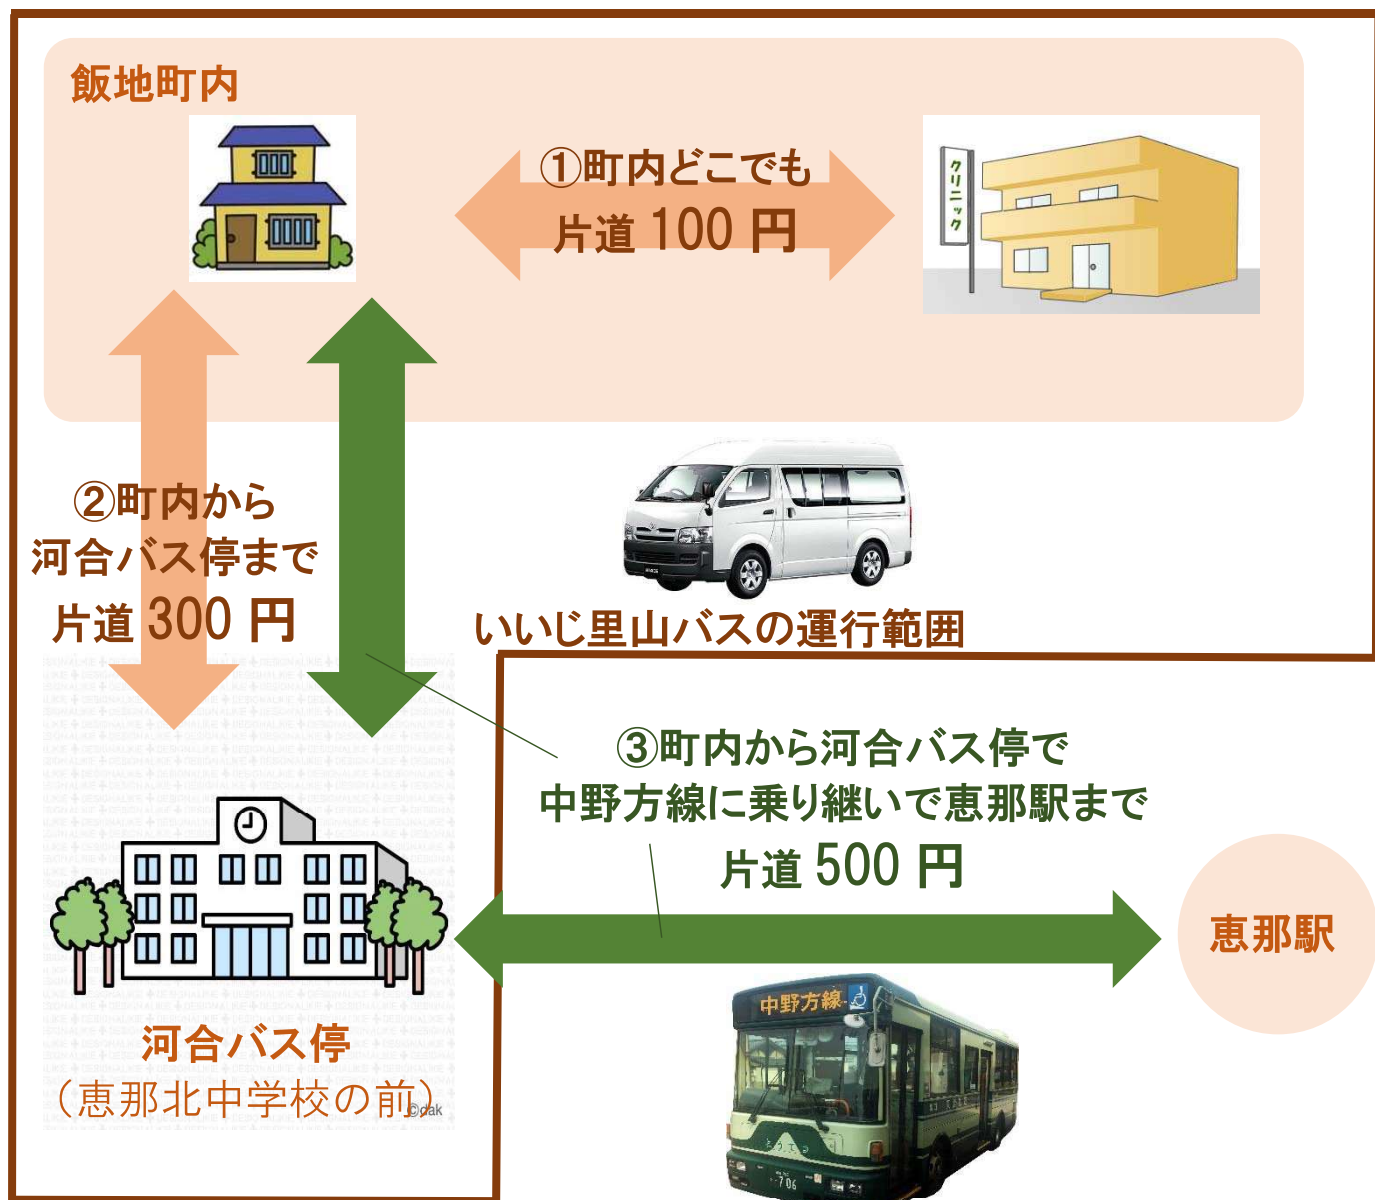 飯地町内
クリニック
①町内どこでも
片道 100 円
②町内から
河合バス停まで
片道 300 円
いいじ里山バスの運行範囲
③町内から河合バス停で
中野方線に乗り継いで恵那駅まで
片道 500 円
恵那駅
中野方線
河合バス停
（恵那北中学校の前）
©dak
706